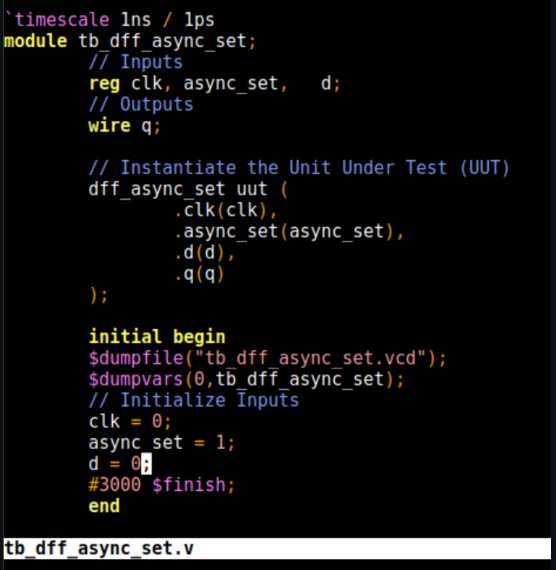 `timescale 1ns / 1ps
module tb_dff_async_set;
// Inputs
reg clk, async_set,   d;
// Outputs
wire q;
// Instantiate the Unit Under Test (UUT)
dff_async_set uut (
.clk(clk),
.async_set(async_set),
.d(d),
.q(q)
);
initial begin
$dumpfile("tb_dff_async_set.vcd");
$dumpvars(0,tb_dff_async_set);
// Initialize Inputs
clk = 0;
async_set = 1;
d = 0;
#3000 $finish;
end
tb_dff_async_set.v